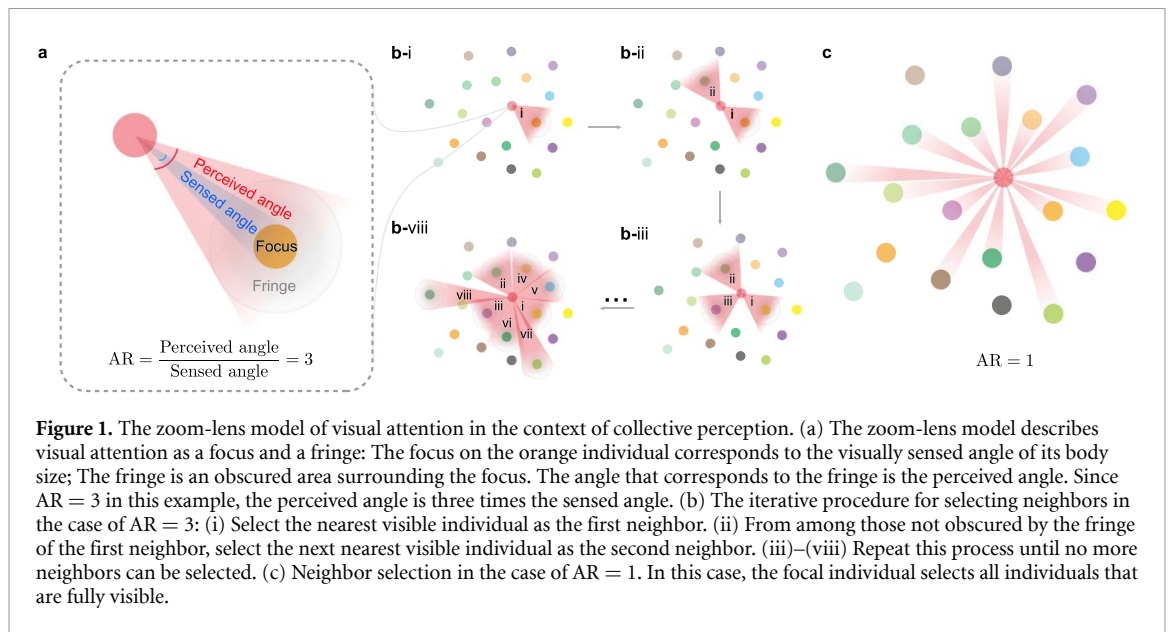 a
b-i
b-ii
c
Perceived angle
Sensed angle
Focus
Fringe
AR = Perceived angle / Sensed angle = 3
i
ii
i
b-viii
b-iii
ii
iv
v
viii
iii
i
vi
vii
...
ii
iii
i
AR = 1
Figure 1. The zoom-lens model of visual attention in the context of collective perception. (a) The zoom-lens model describes
visual attention as a focus and a fringe: The focus on the orange individual corresponds to the visually sensed angle of its body
size; The fringe is an obscured area surrounding the focus. The angle that corresponds to the fringe is the perceived angle. Since
AR = 3 in this example, the perceived angle is three times the sensed angle. (b) The iterative procedure for selecting neighbors in
the case of AR = 3: (i) Select the nearest visible individual as the first neighbor. (ii) From among those not obscured by the fringe
of the first neighbor, select the next nearest visible individual as the second neighbor. (iii)–(viii) Repeat this process until no more
neighbors can be selected. (c) Neighbor selection in the case of AR = 1. In this case, the focal individual selects all individuals that
are fully visible.